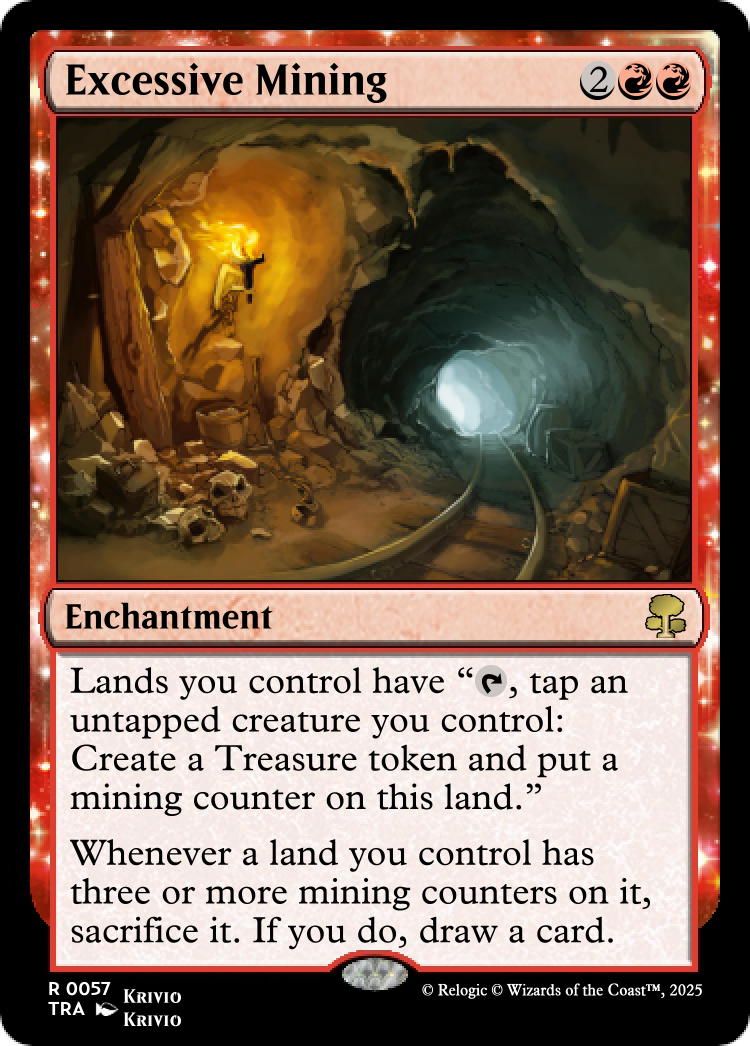 Excessive Mining 2
Enchantment
Lands you control have “, tap an
untapped creature you control:
Create a Treasure token and put a
mining counter on this land.”
Whenever a land you control has
three or more mining counters on it,
sacrifice it. If you do, draw a card.
R 0057
TRA Krivio
Krivio
© Relogic © Wizards of the Coast™, 2025